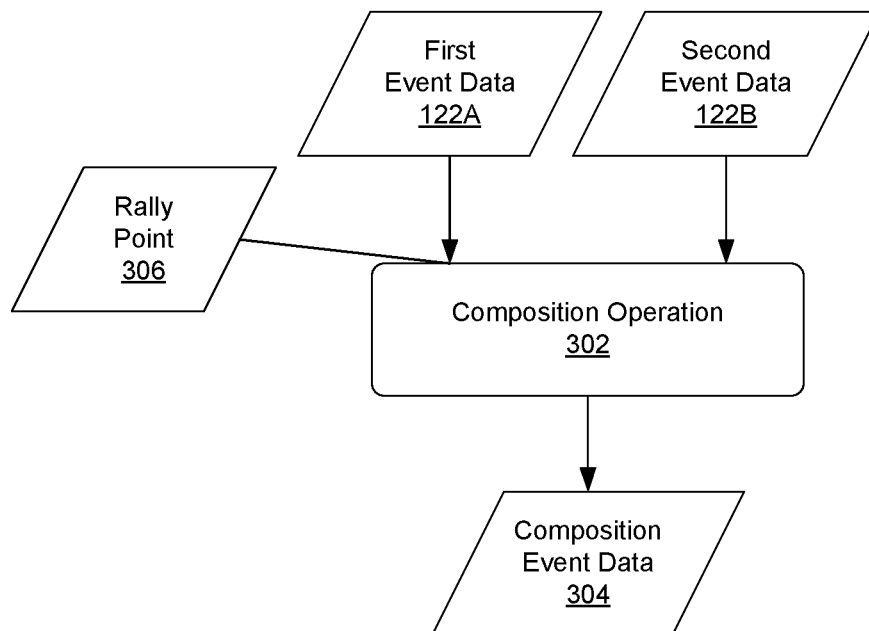 First
Event Data
122A
Second
Event Data
122B
Rally
Point
306
Composition Operation
302
Composition
Event Data
304